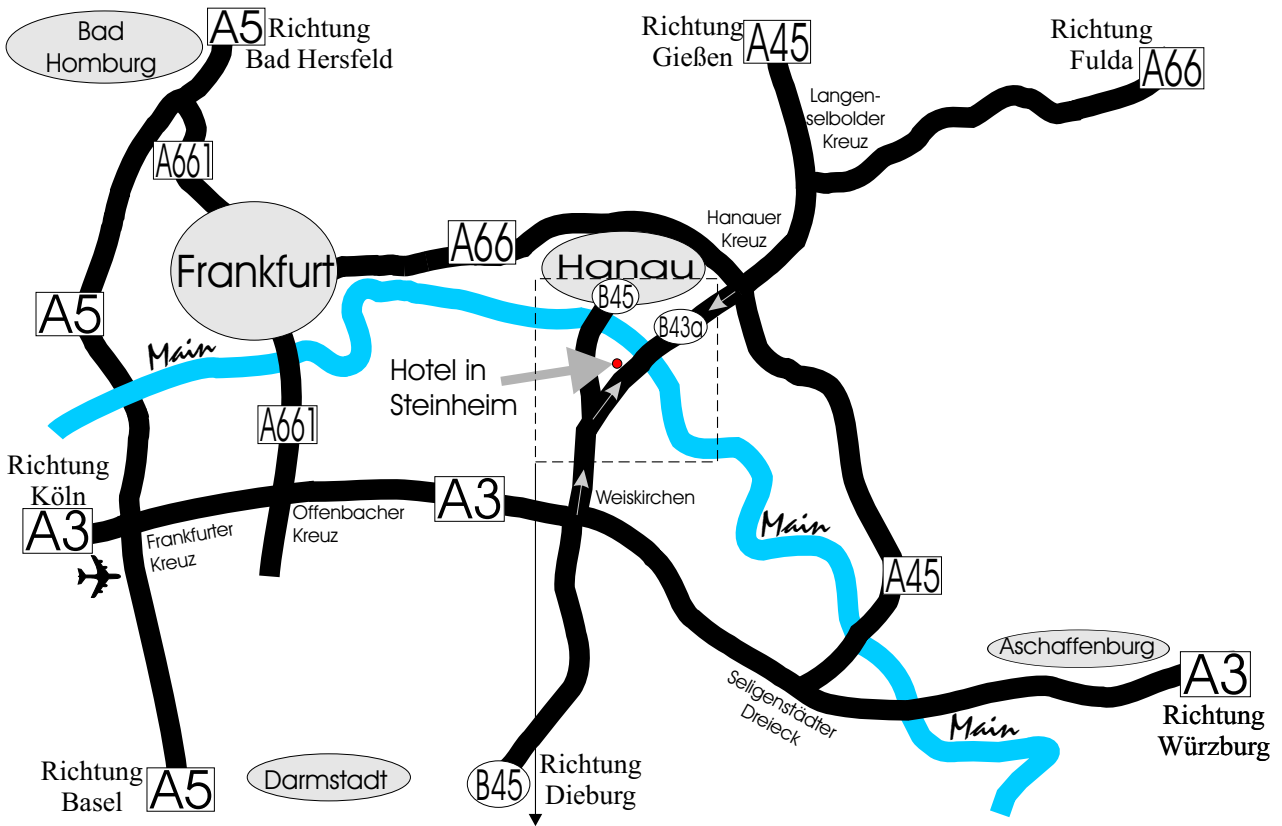 Bad
Homburg
A5
Richtung
Bad Hersfeld
Richtung
Gießen
A45
Richtung
Fulda
A66
Langen-
selbolder
Kreuz
A661
Hanauer
Kreuz
A66
Frankfurt
Hanau
B45
A5
B43a
Main
Hotel in
Steinheim
A661
Richtung
Köln
A3
A3
Weiskirchen
Offenbacher
Kreuz
Frankfurter
Kreuz
Main
A45
Aschaffenburg
A3
Richtung
Würzburg
Seligenstädter
Dreieck
Main
Richtung
Basel
A5
Darmstadt
B45
Richtung
Dieburg